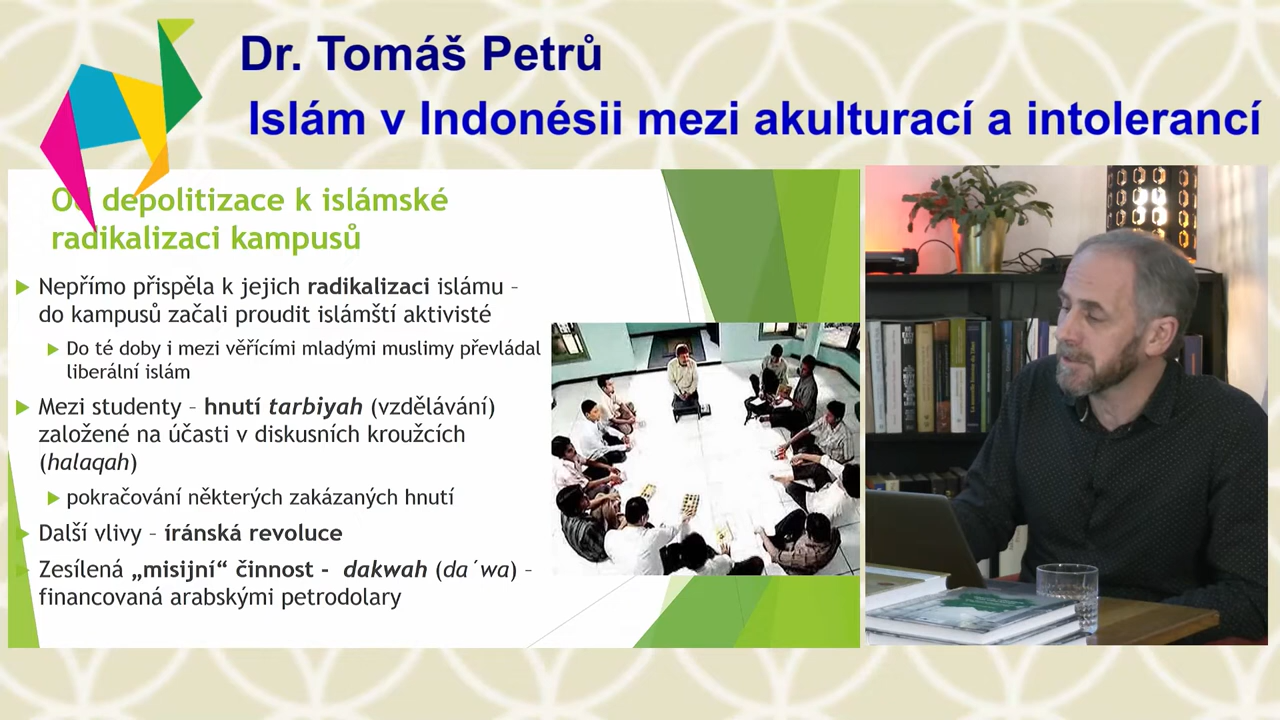 Dr. Tomáš Petrů
Islám v Indonésii mezi akulturací a intolerancí
Od depolitizace k islámské
radikalizaci kampusů
Nepřímo přispěla k jejich radikalizaci islámu –
do kampusů začali proudit islámští aktivisté
Do té doby i mezi věřícími mladými muslimy převládal
liberální islám
Mezi studenty – hnutí tarbiyah (vzdělávání)
založené na účasti v diskusních kroužcích
(halaqah)
pokračování některých zakázaných hnutí
Další vlivy – íránská revoluce
Zesílená „misijní“ činnost - dakwah (da´wa) –
financovaná arabskými petrodolary